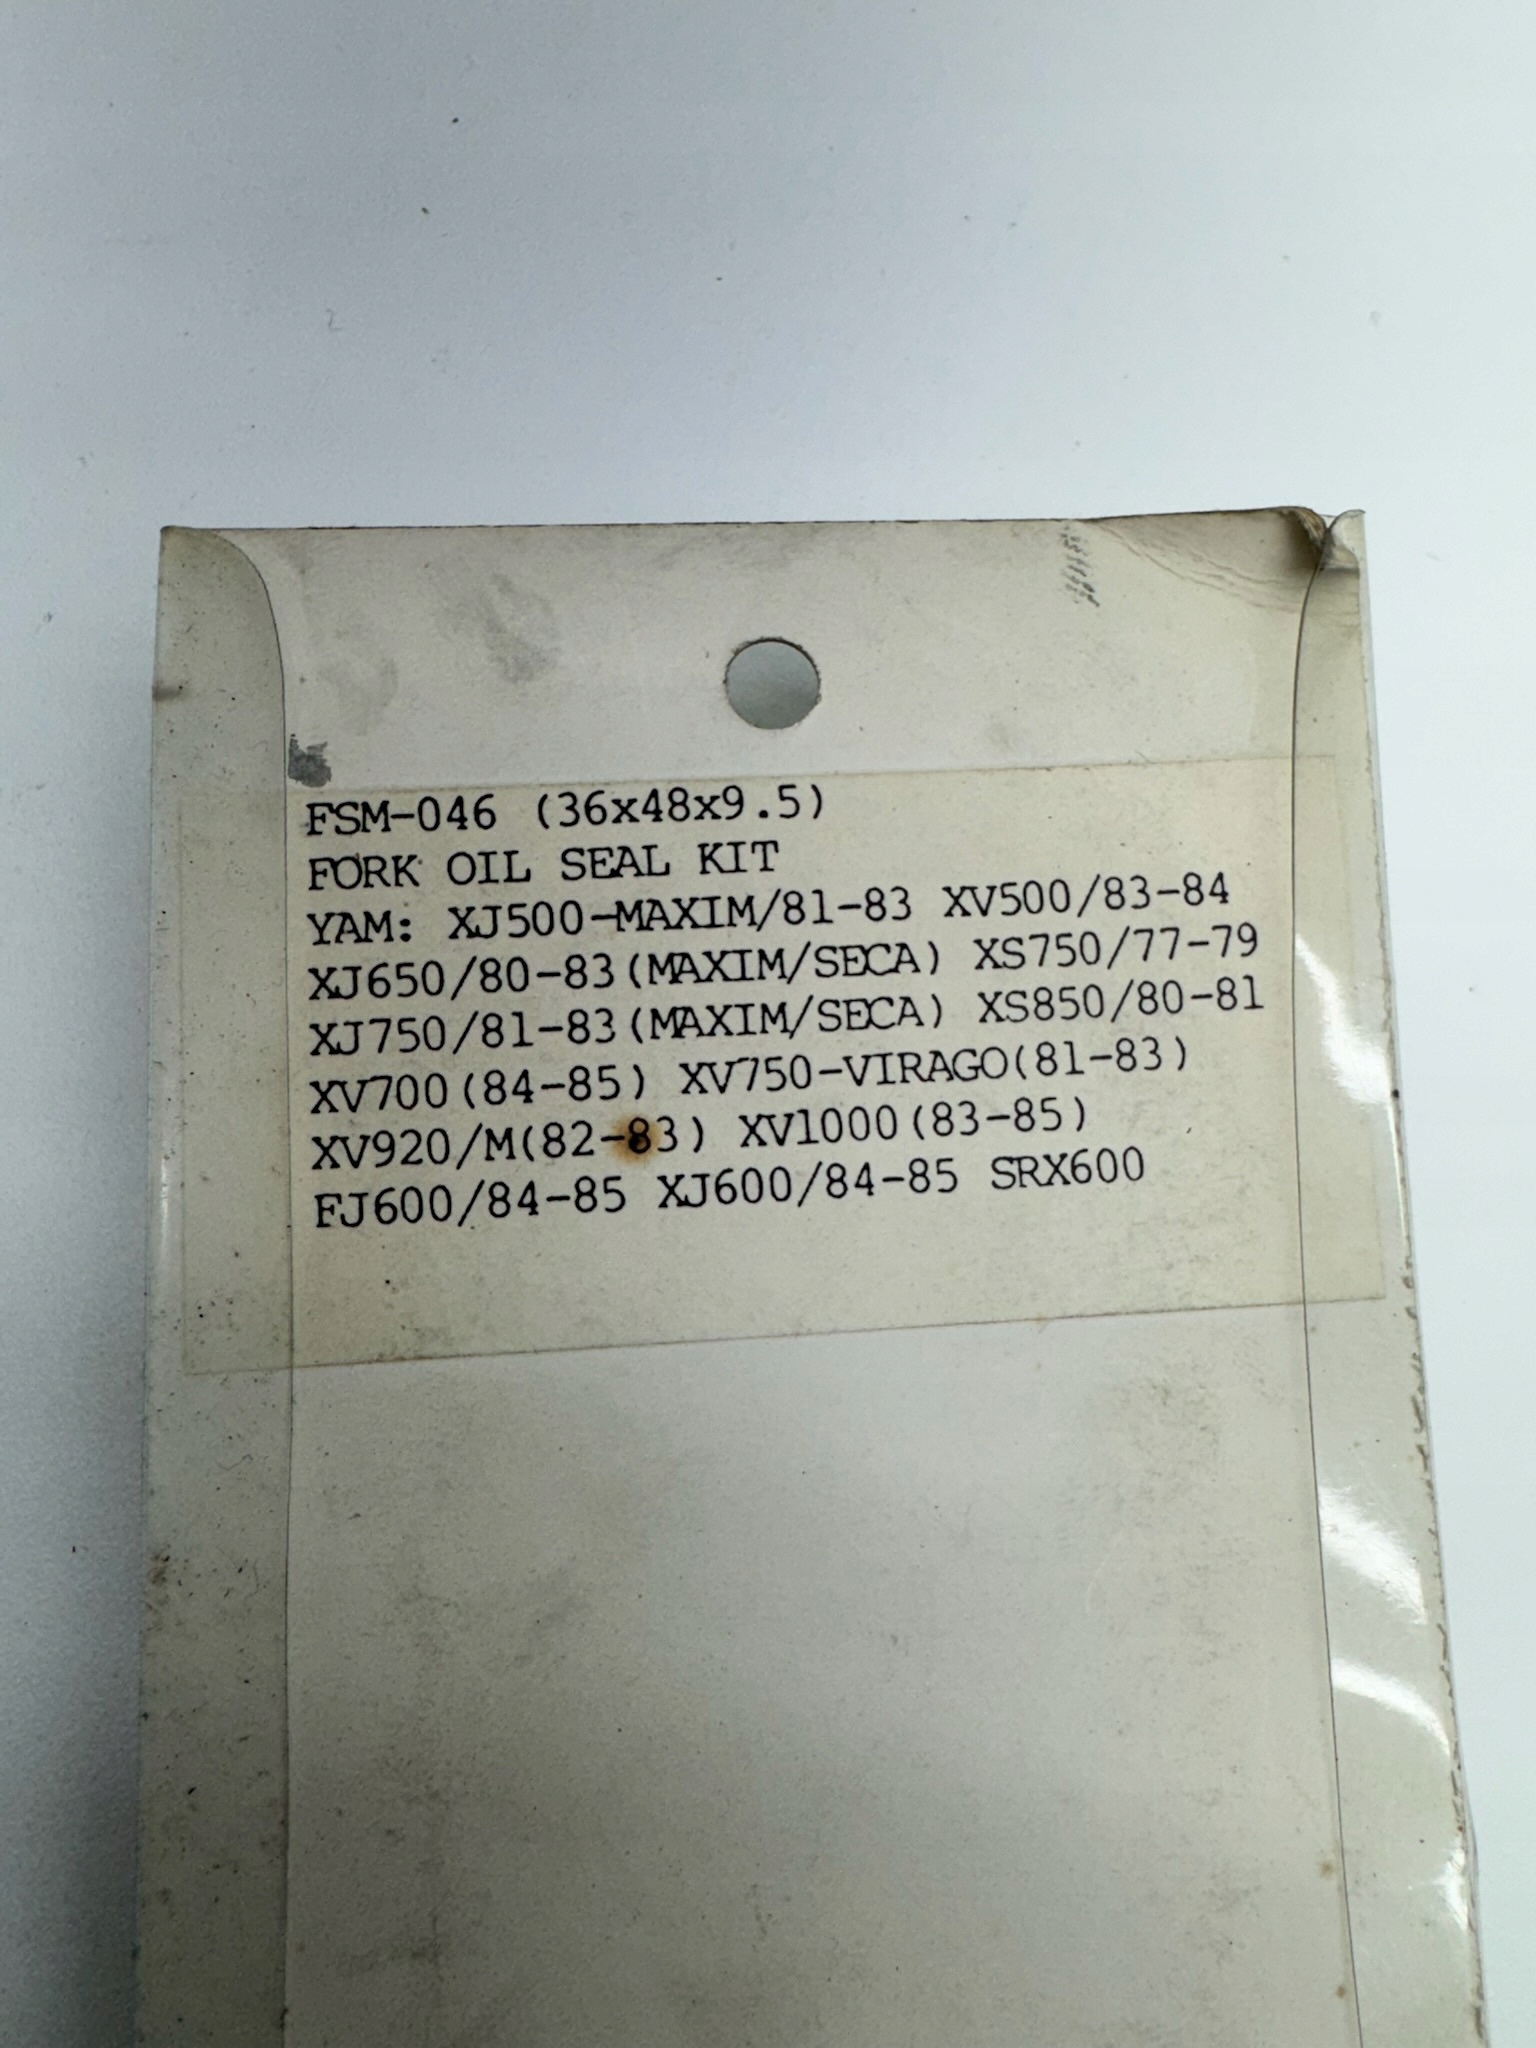 FSM-046 (36x48x9.5)
FORK OIL SEAL KIT
YAM: XJ500-MAXIM/81-83 XV500/83-84
XJ650/80-83(MAXIM/SECA) XS750/77-79
XJ750/81-83(MAXIM/SECA) XS850/80-81
XV700(84-85) XV750-VIRAGO(81-83)
XV920/M(82-83) XV1000(83-85)
FJ600/84-85 XJ600/84-85 SRX600